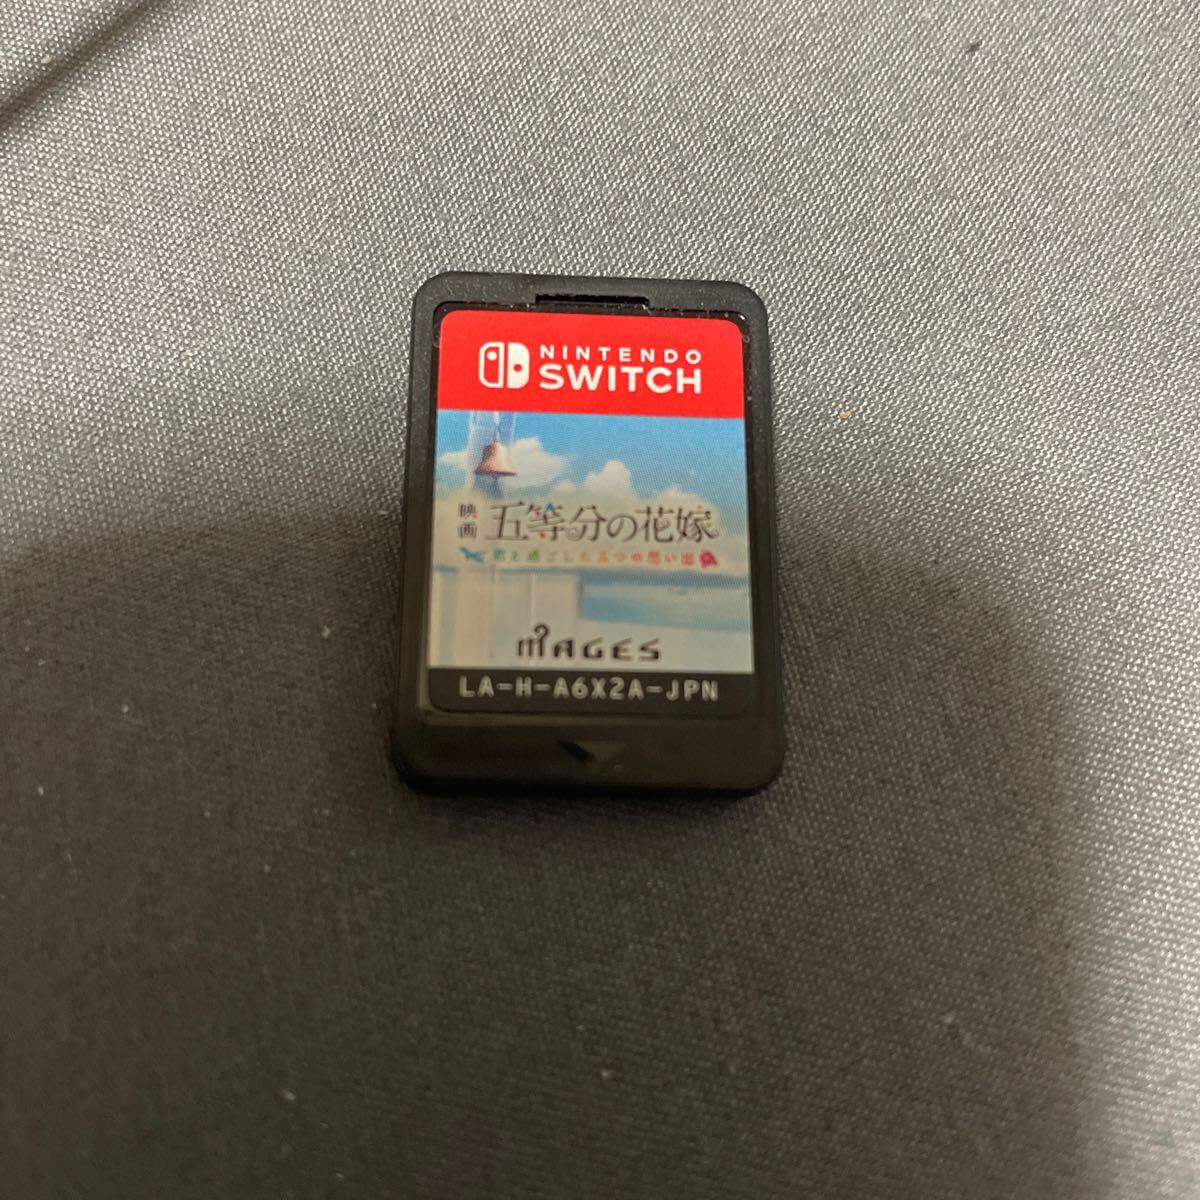 NINTENDO
SWITCH
映画 五等分の花嫁
君と過ごした五つの思い出
MAGES
LA-H-A6X2A-JPN